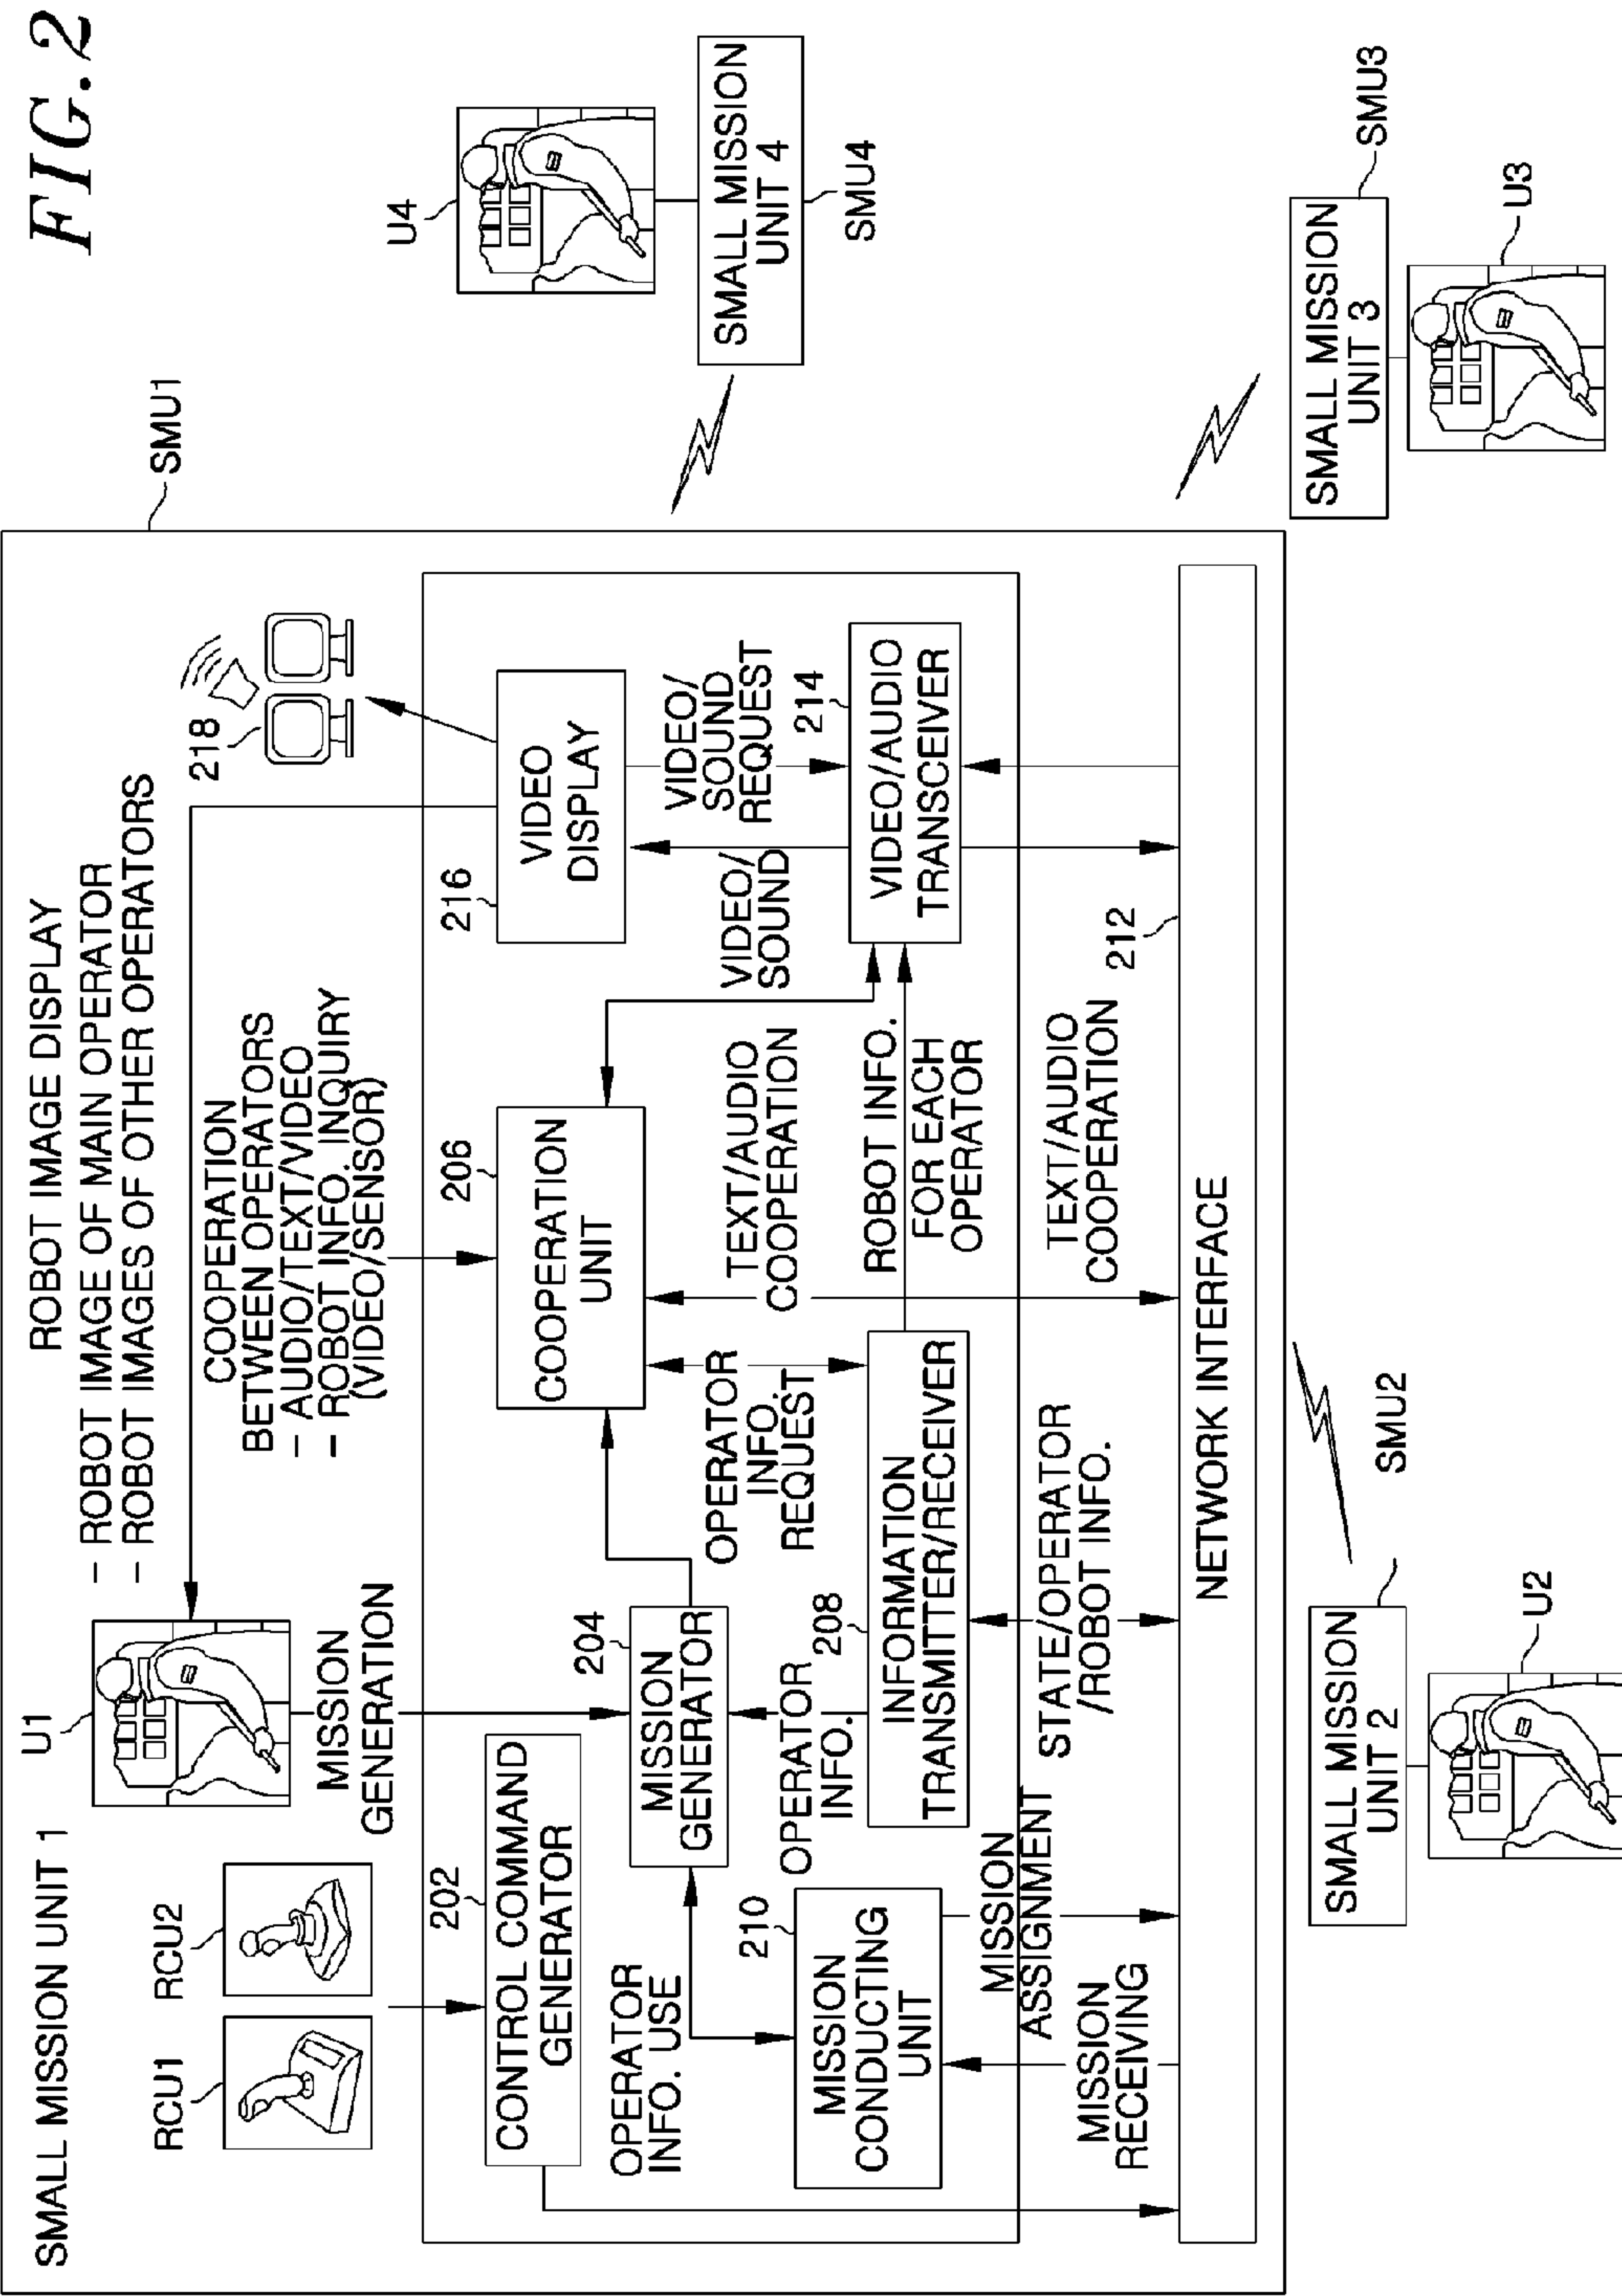 FIG. 2
SMALL MISSION UNIT 1
U1
ROBOT IMAGE DISPLAY
- ROBOT IMAGE OF MAIN OPERATOR
- ROBOT IMAGES OF OTHER OPERATORS
SMU1
RCU1
RCU2
MISSION
GENERATION
COOPERATION
BETWEEN OPERATORS
- AUDIO/TEXT/VIDEO
- ROBOT INFO. INQUIRY
(VIDEO/SENSOR)
218
202
CONTROL COMMAND
GENERATOR
206
COOPERATION
UNIT
216
VIDEO
DISPLAY
U4
SMALL MISSION
UNIT 4
SMU4
OPERATOR
INFO. USE
204
MISSION
GENERATOR
OPERATOR
INFO.
REQUEST
TEXT/AUDIO
COOPERATION
VIDEO/
SOUND
VIDEO/
SOUND
REQUEST
210
MISSION
CONDUCTING
UNIT
OPERATOR
INFO.
208
INFORMATION
TRANSMITTER/RECEIVER
ROBOT INFO.
FOR EACH
OPERATOR
214
VIDEO/AUDIO
TRANSCEIVER
MISSION
RECEIVING
MISSION
ASSIGNMENT
STATE/OPERATOR
/ROBOT INFO.
TEXT/AUDIO
COOPERATION
212
NETWORK INTERFACE
SMALL MISSION
UNIT 2
SMU2
U2
SMALL MISSION
UNIT 3
SMU3
U3